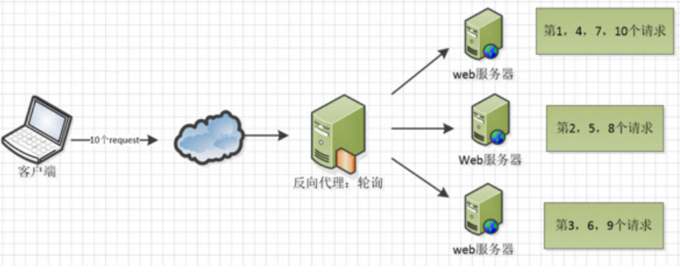 第1，4，7，10个请求
web服务器
10个request
第2，5，8个请求
Web服务器
客户端
反向代理：轮询
第3，6，9个请求
web服务器